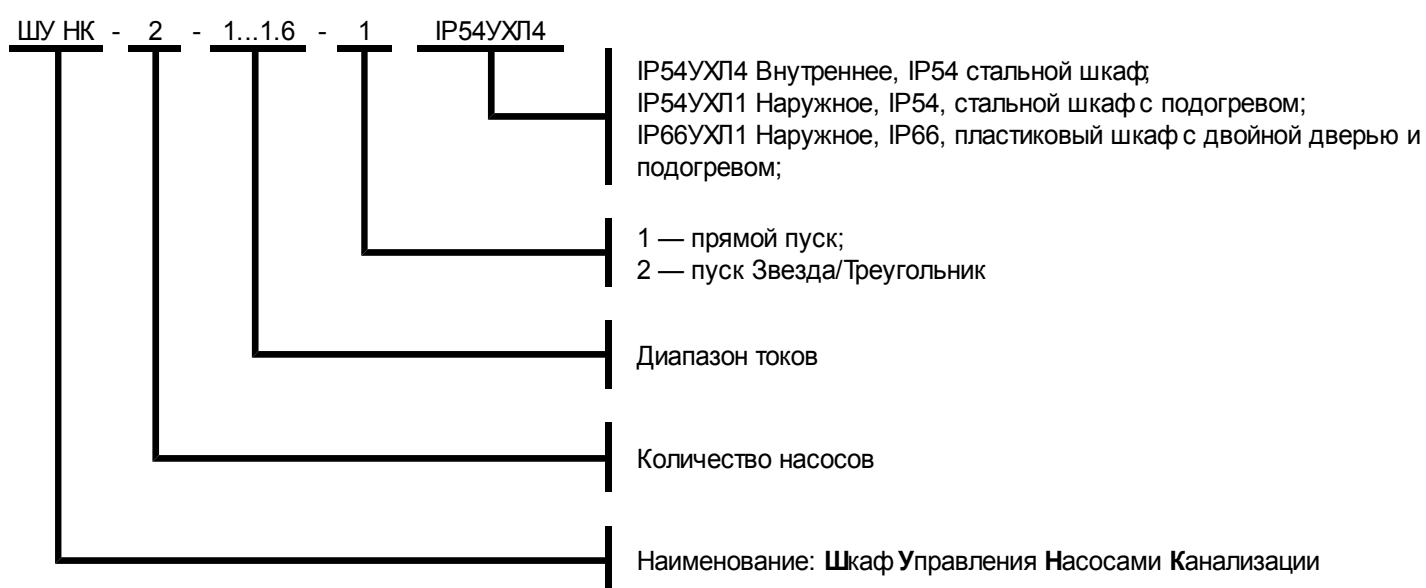 ШУ НК - 2 - 1...1.6 - 1 IP54УХЛ4
IP54УХЛ4 Внутреннее, IP54 стальной шкаф;
IP54УХЛ1 Наружное, IP54, стальной шкаф с подогревом;
IP66УХЛ1 Наружное, IP66, пластиковый шкаф с двойной дверью и
подогревом;
1 — прямой пуск;
2 — пуск Звезда/Треугольник
Диапазон токов
Количество насосов
Наименование: Шкаф Управления Насосами Канализации